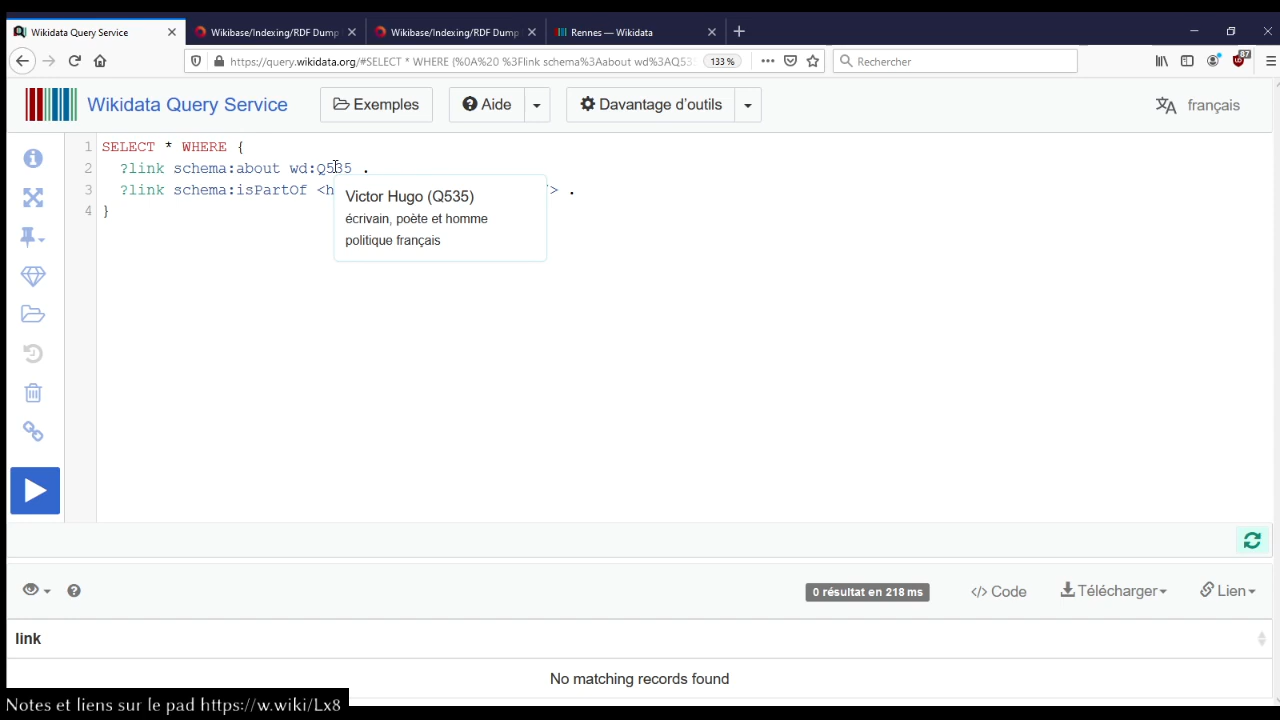 Wikidata Query Service
Wikibase/Indexing/RDF Dump
Wikibase/Indexing/RDF Dump
Rennes — Wikidata
https://query.wikidata.org/#SELECT * WHERE {%0A%20 %3Flink schema%3Aabout wd%3AQ53
133 %
Rechercher
Wikidata Query Service
Exemples
Aide
Davantage d'outils
français
1 SELECT * WHERE {
2 ?link schema:about wd:Q535 .
3 ?link schema:isPartOf <h /> .
4 }
Victor Hugo (Q535)
écrivain, poète et homme
politique français
0 résultat en 218 ms
</> Code
Télécharger
Lien
link
No matching records found
Notes et liens sur le pad https://w.wiki/Lx8